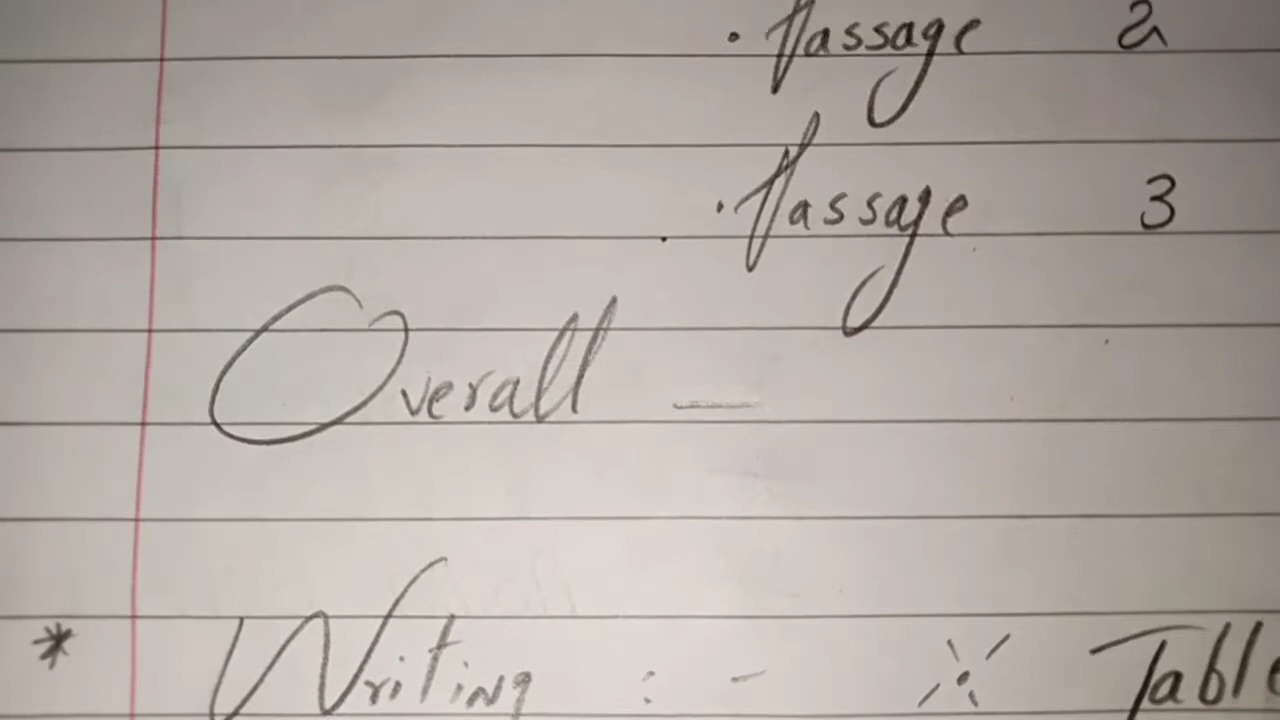 · Passage 2
· Passage 3
Overall —
* Writing : - ※ Table